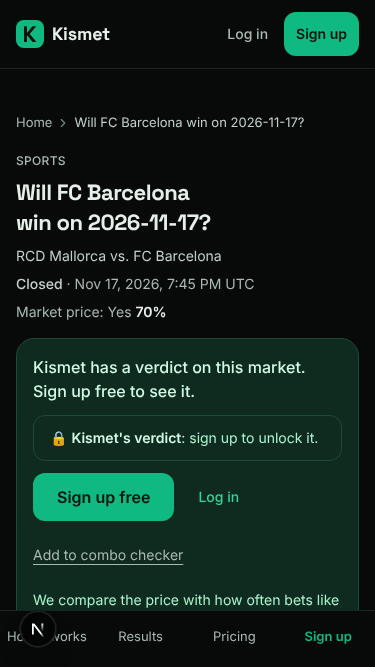 K Kismet
Log in
Sign up
Home > Will FC Barcelona win on 2026-11-17?
SPORTS
Will FC Barcelona
win on 2026-11-17?
RCD Mallorca vs. FC Barcelona
Closed · Nov 17, 2026, 7:45 PM UTC
Market price: Yes 70%
Kismet has a verdict on this market.
Sign up free to see it.
🔒 Kismet's verdict: sign up to unlock it.
Sign up free
Log in
Add to combo checker
We compare the price with how often bets like
N
works
Results
Pricing
Sign up